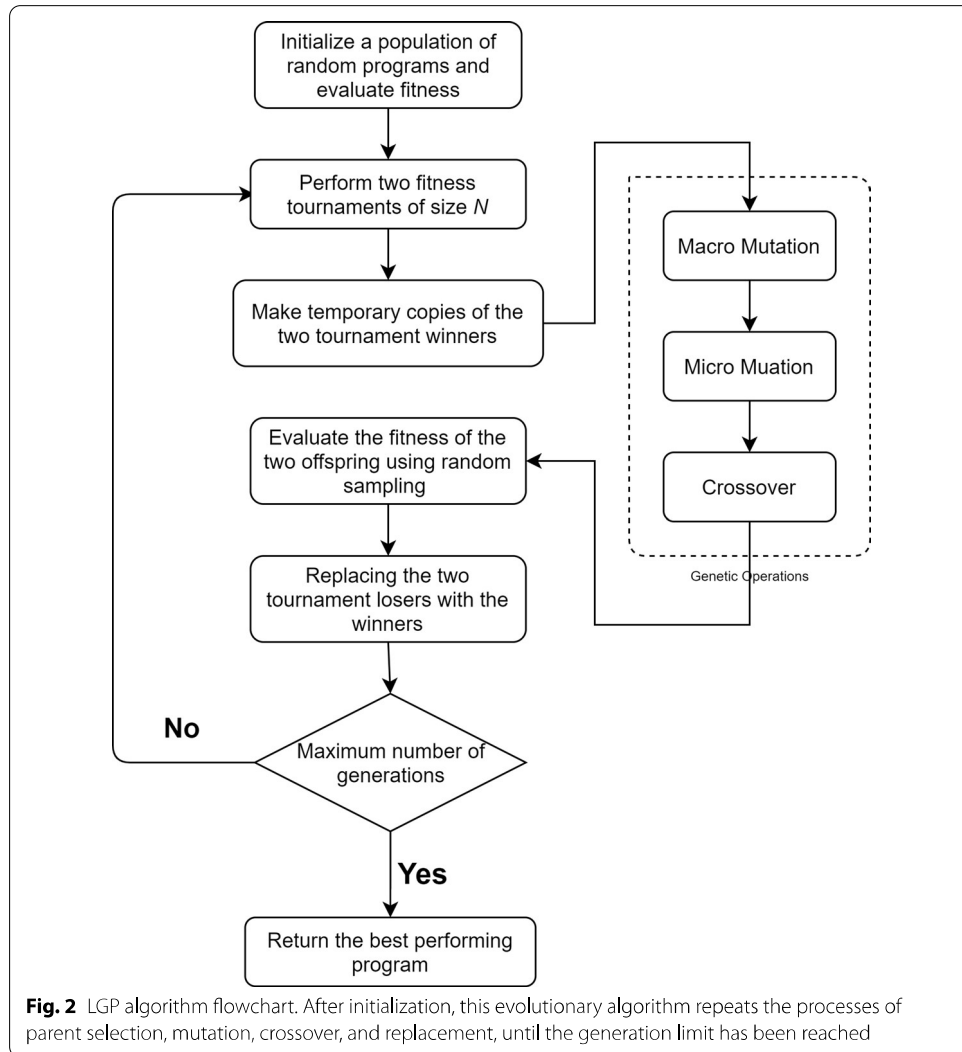 Initialize a population of
random programs and
evaluate fitness
Perform two fitness
tournaments of size N
Make temporary copies of the
two tournament winners
Macro Mutation
Micro Muation
Crossover
Genetic Operations
Evaluate the fitness of the
two offspring using random
sampling
Replacing the two
tournament losers with the
winners
Maximum number of
generations
No
Yes
Return the best performing
program
Fig. 2 LGP algorithm flowchart. After initialization, this evolutionary algorithm repeats the processes of
parent selection, mutation, crossover, and replacement, until the generation limit has been reached